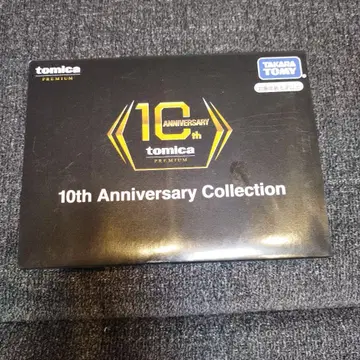 tomica
PREMIUM
TAKARA
TOMY
10th
ANNIVERSARY
tomica
PREMIUM
10th Anniversary Collection